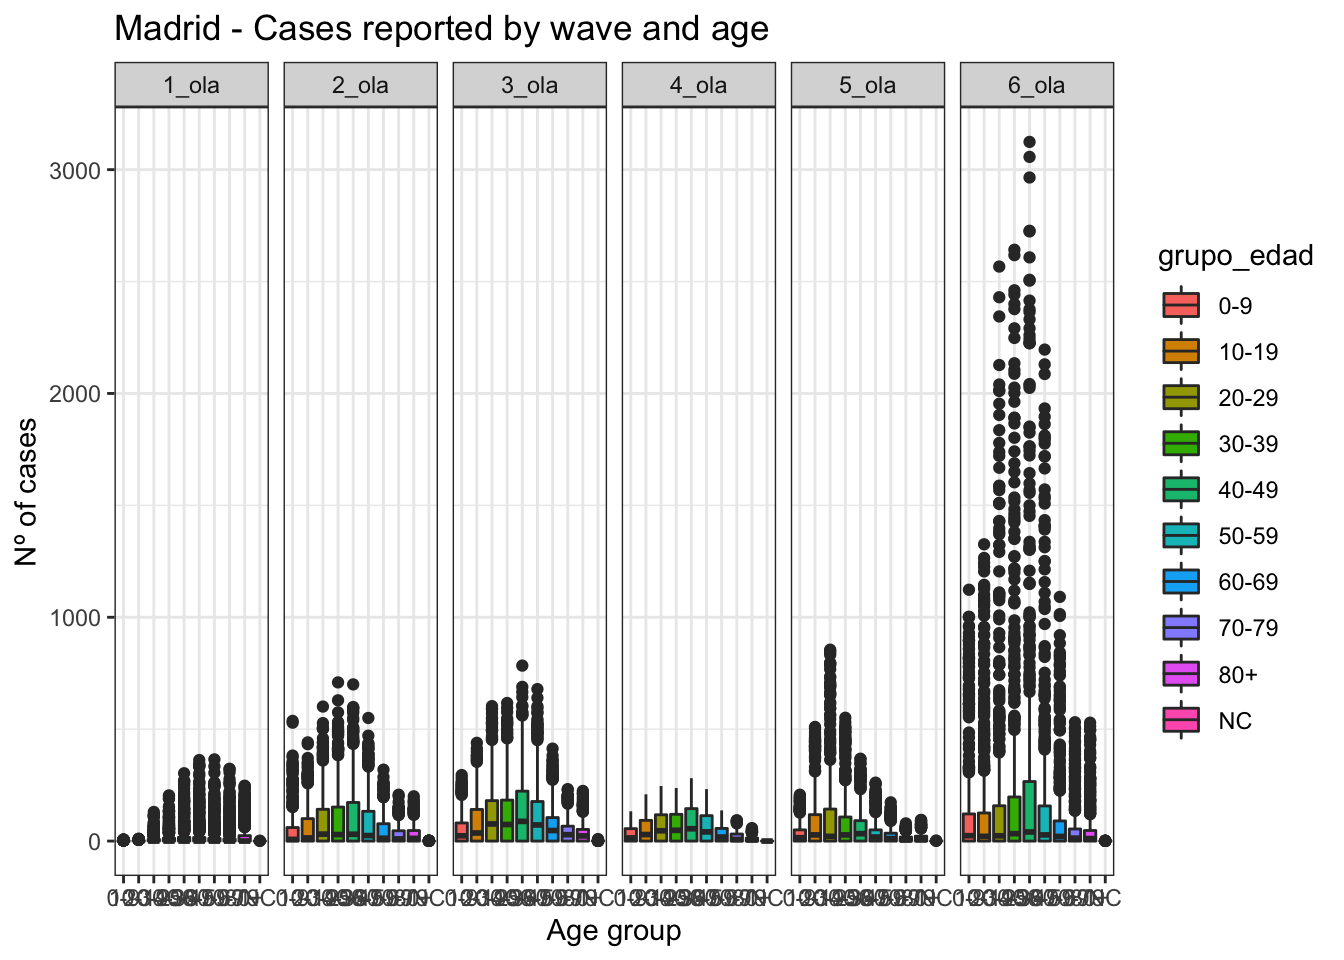 Madrid - Cases reported by wave and age
1_ola
2_ola
3_ola
4_ola
5_ola
6_ola
3000
2000
1000
0
Nº of cases
Age group
grupo_edad
0-9
10-19
20-29
30-39
40-49
50-59
60-69
70-79
80+
NC